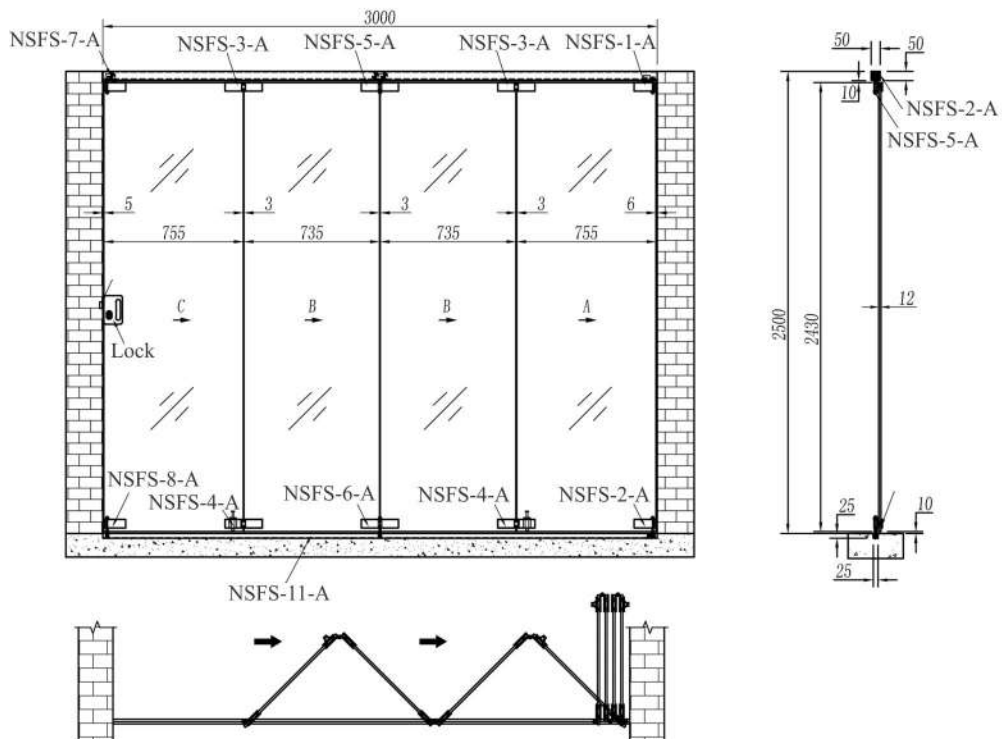 3000
NSFS-7-A
NSFS-3-A
NSFS-5-A
NSFS-3-A
NSFS-1-A
50
50
10
NSFS-2-A
NSFS-5-A
5
3
3
3
6
755
735
735
755
C
B
B
A
Lock
12
2500
2430
NSFS-8-A
NSFS-4-A
NSFS-6-A
NSFS-4-A
NSFS-2-A
25
10
25
NSFS-11-A